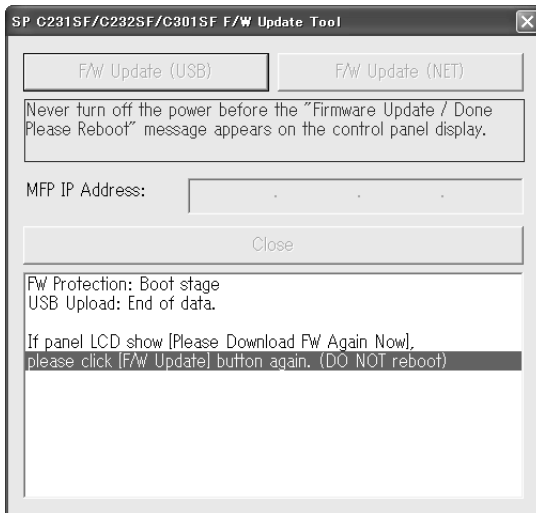 SP C231SF/C232SF/C301SF F/W Update Tool
F/W Update (USB) F/W Update (NET)
Never turn off the power before the "Firmware Update / Done
Please Reboot" message appears on the control panel display.
MFP IP Address: . . .
Close
FW Protection: Boot stage
USB Upload: End of data.
If panel LCD show [Please Download FW Again Now],
please click [F/W Update] button again. (DO NOT reboot)